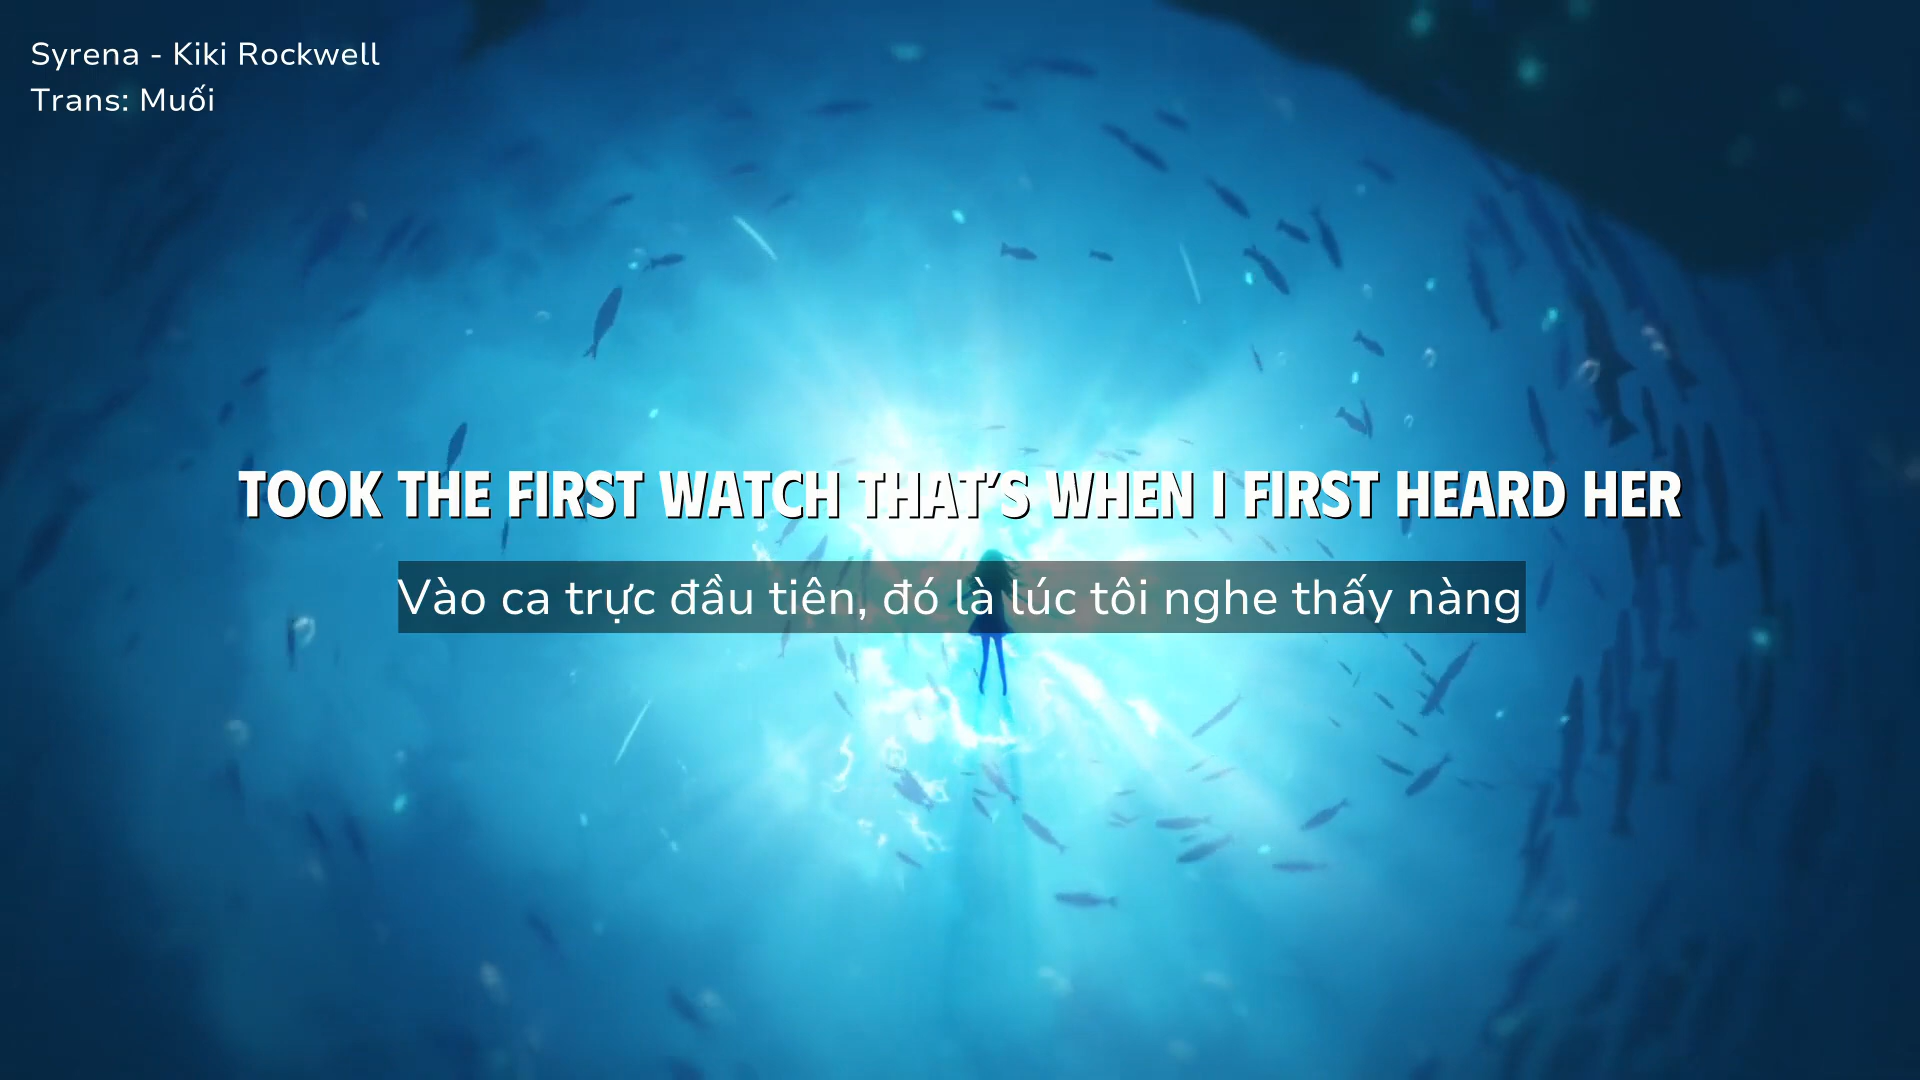 Syrena - Kiki Rockwell
Trans: Muối
TOOK THE FIRST WATCH THAT'S WHEN I FIRST HEARD HER
Vào ca trực đầu tiên, đó là lúc tôi nghe thấy nàng